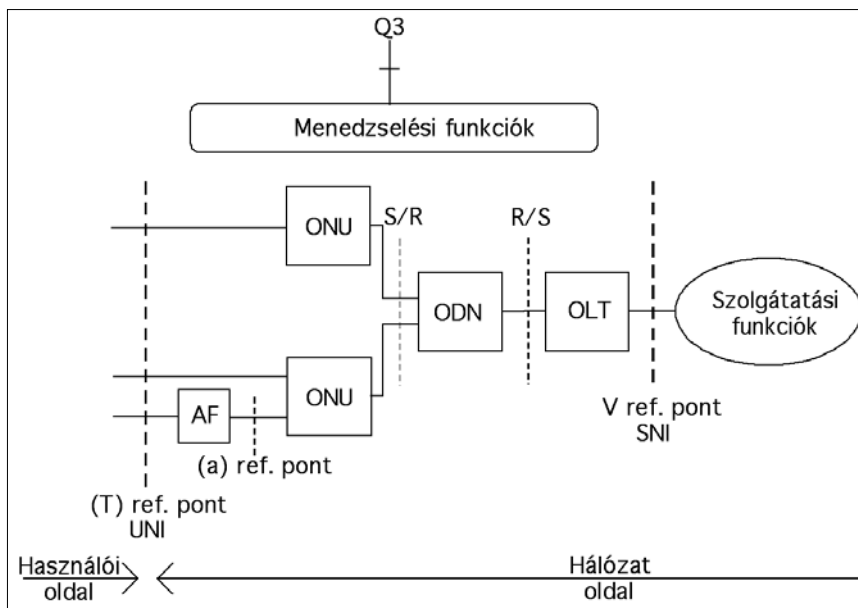 Q3
Menedzselési funkciók
ONU
S/R
R/S
ODN
OLT
Szolgátatási
funkciók
ONU
AF
(a) ref. pont
V ref. pont
SNI
(T) ref. pont
UNI
Használói
oldal
Hálózat
oldal